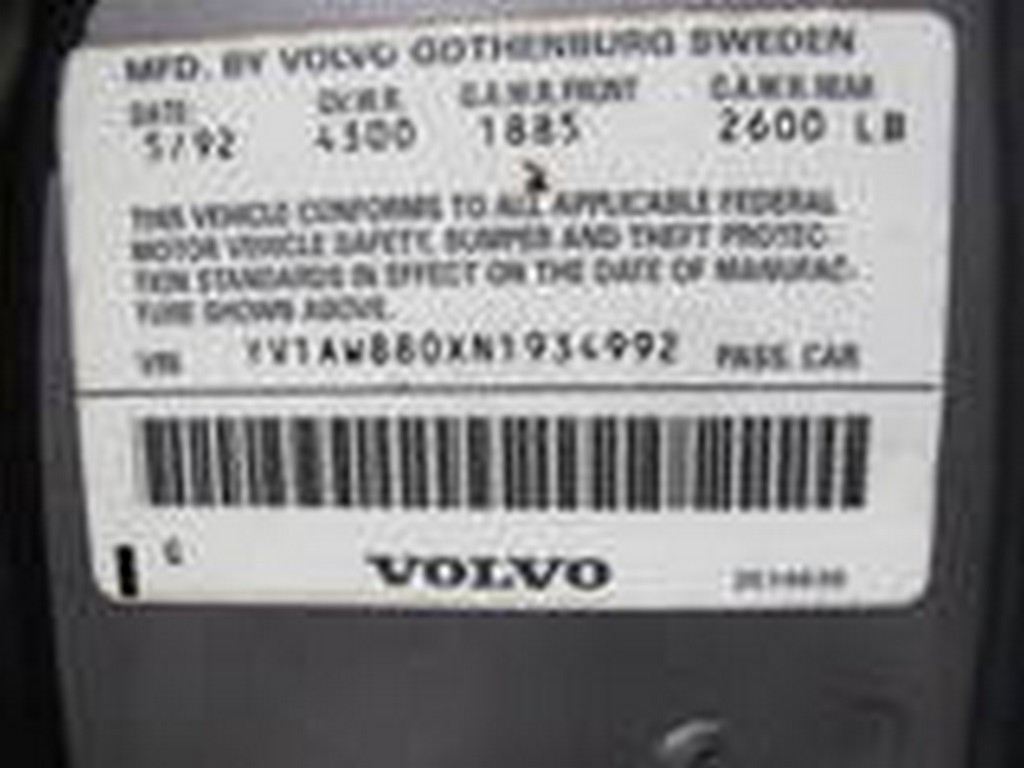 MFD. BY VOLVO GOTHENBURG SWEDEN
DATE: G.V.W.R. G.A.W.R. FRONT G.A.W.R. REAR
5/92 4300 1885 2600 LB
THIS VEHICLE CONFORMS TO ALL APPLICABLE FEDERAL
MOTOR VEHICLE SAFETY, BUMPER AND THEFT PROTEC-
TION STANDARDS IN EFFECT ON THE DATE OF MANUFAC-
TURE SHOWN ABOVE.
VIN YV1AW880XN1934992 PASS. CAR
VOLVO